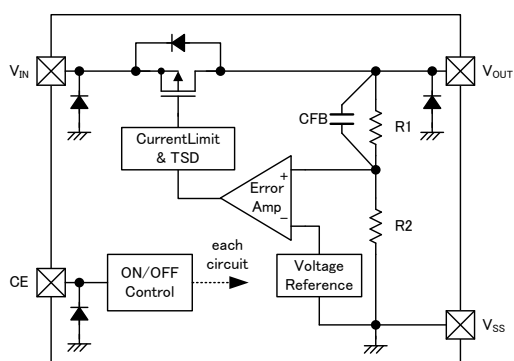 VIN
VOUT
CFB
R1
CurrentLimit
& TSD
+
Error
Amp
−
R2
each
circuit
CE
ON/OFF
Control
Voltage
Reference
VSS